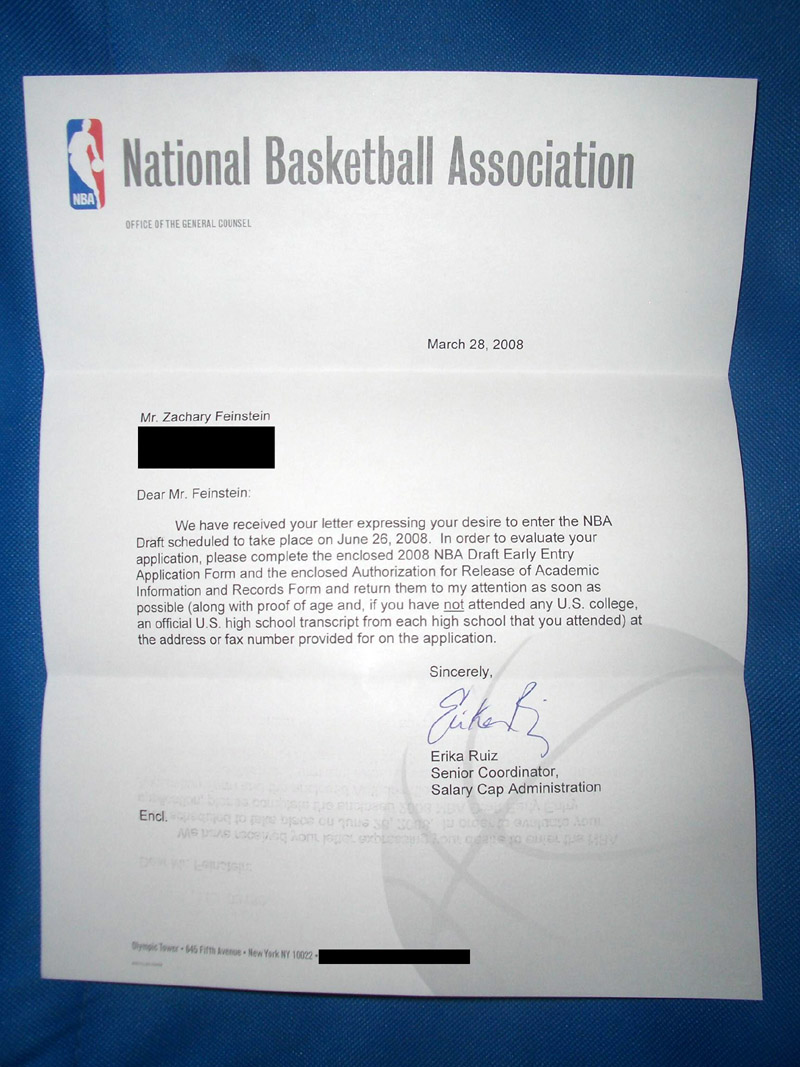 NBA
National Basketball Association
OFFICE OF THE GENERAL COUNSEL
March 28, 2008
Mr. Zachary Feinstein
Dear Mr. Feinstein:
We have received your letter expressing your desire to enter the NBA
Draft scheduled to take place on June 26, 2008. In order to evaluate your
application, please complete the enclosed 2008 NBA Draft Early Entry
Application Form and the enclosed Authorization for Release of Academic
Information and Records Form and return them to my attention as soon as
possible (along with proof of age and, if you have not attended any U.S. college,
an official U.S. high school transcript from each high school that you attended) at
the address or fax number provided for on the application.
Sincerely,
Erika Ruiz
Erika Ruiz
Senior Coordinator,
Salary Cap Administration
Encl.
Olympic Tower • 645 Fifth Avenue • New York NY 10022 •